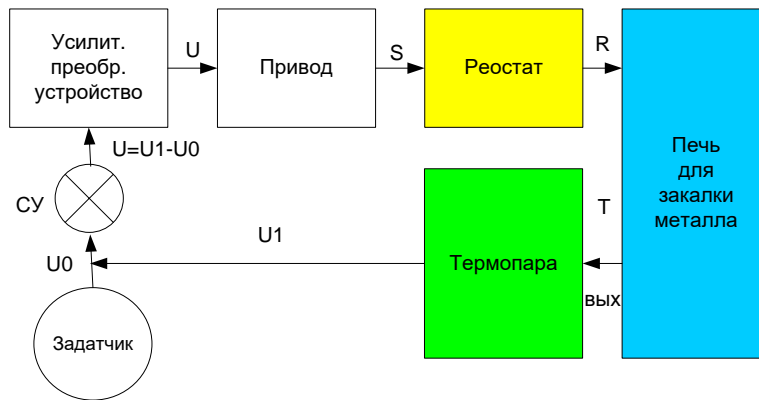 Усилит.
преобр.
устройство
U
Привод
S
Реостат
R
Печь
для
закалки
металла
U=U1-U0
СУ
U0
U1
Термопара
T
вых
Задатчик